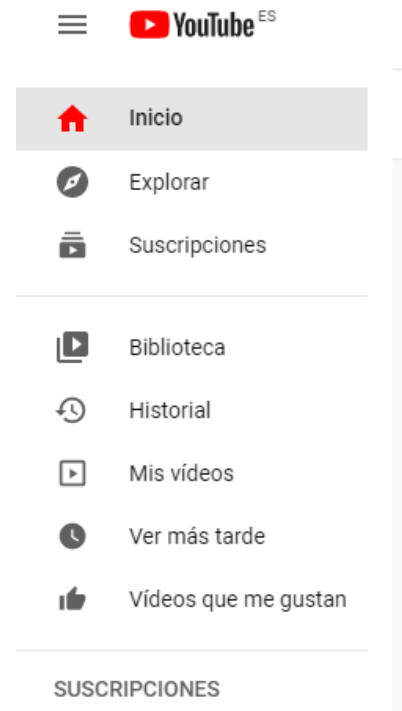 YouTube ES
Inicio
Explorar
Suscripciones
Biblioteca
Historial
Mis vídeos
Ver más tarde
Vídeos que me gustan
SUSCRIPCIONES